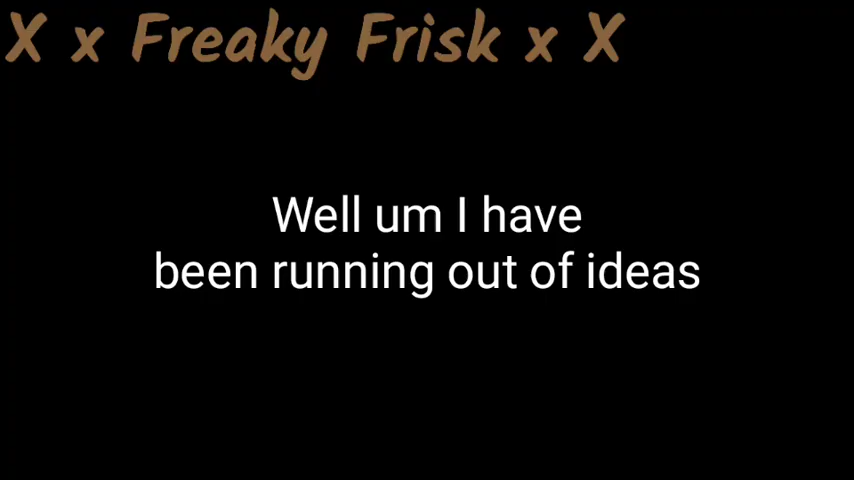 X x Freaky Frisk x X
Well um I have
been running out of ideas